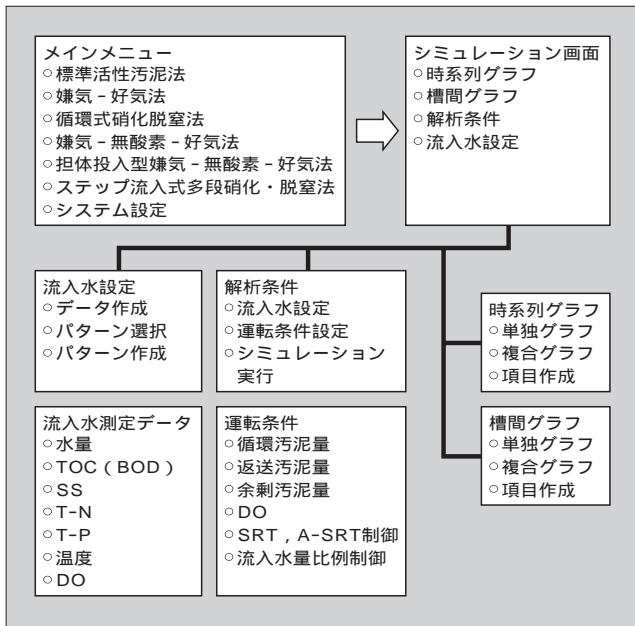 メインメニュー
○標準活性汚泥法
○嫌気-好気法
○循環式硝化脱窒法
○嫌気-無酸素-好気法
○担体投入型嫌気-無酸素-好気法
○ステップ流入式多段硝化・脱窒法
○システム設定
シミュレーション画面
○時系列グラフ
○槽間グラフ
○解析条件
○流入水設定
流入水設定
○データ作成
○パターン選択
○パターン作成
解析条件
○流入水設定
○運転条件設定
○シミュレーション
実行
時系列グラフ
○単独グラフ
○複合グラフ
○項目作成
流入水測定データ
○水量
○TOC(BOD)
○SS
○T-N
○T-P
○温度
○DO
運転条件
○循環汚泥量
○返送汚泥量
○余剰汚泥量
○DO
○SRT,A-SRT制御
○流入水量比例制御
槽間グラフ
○単独グラフ
○複合グラフ
○項目作成